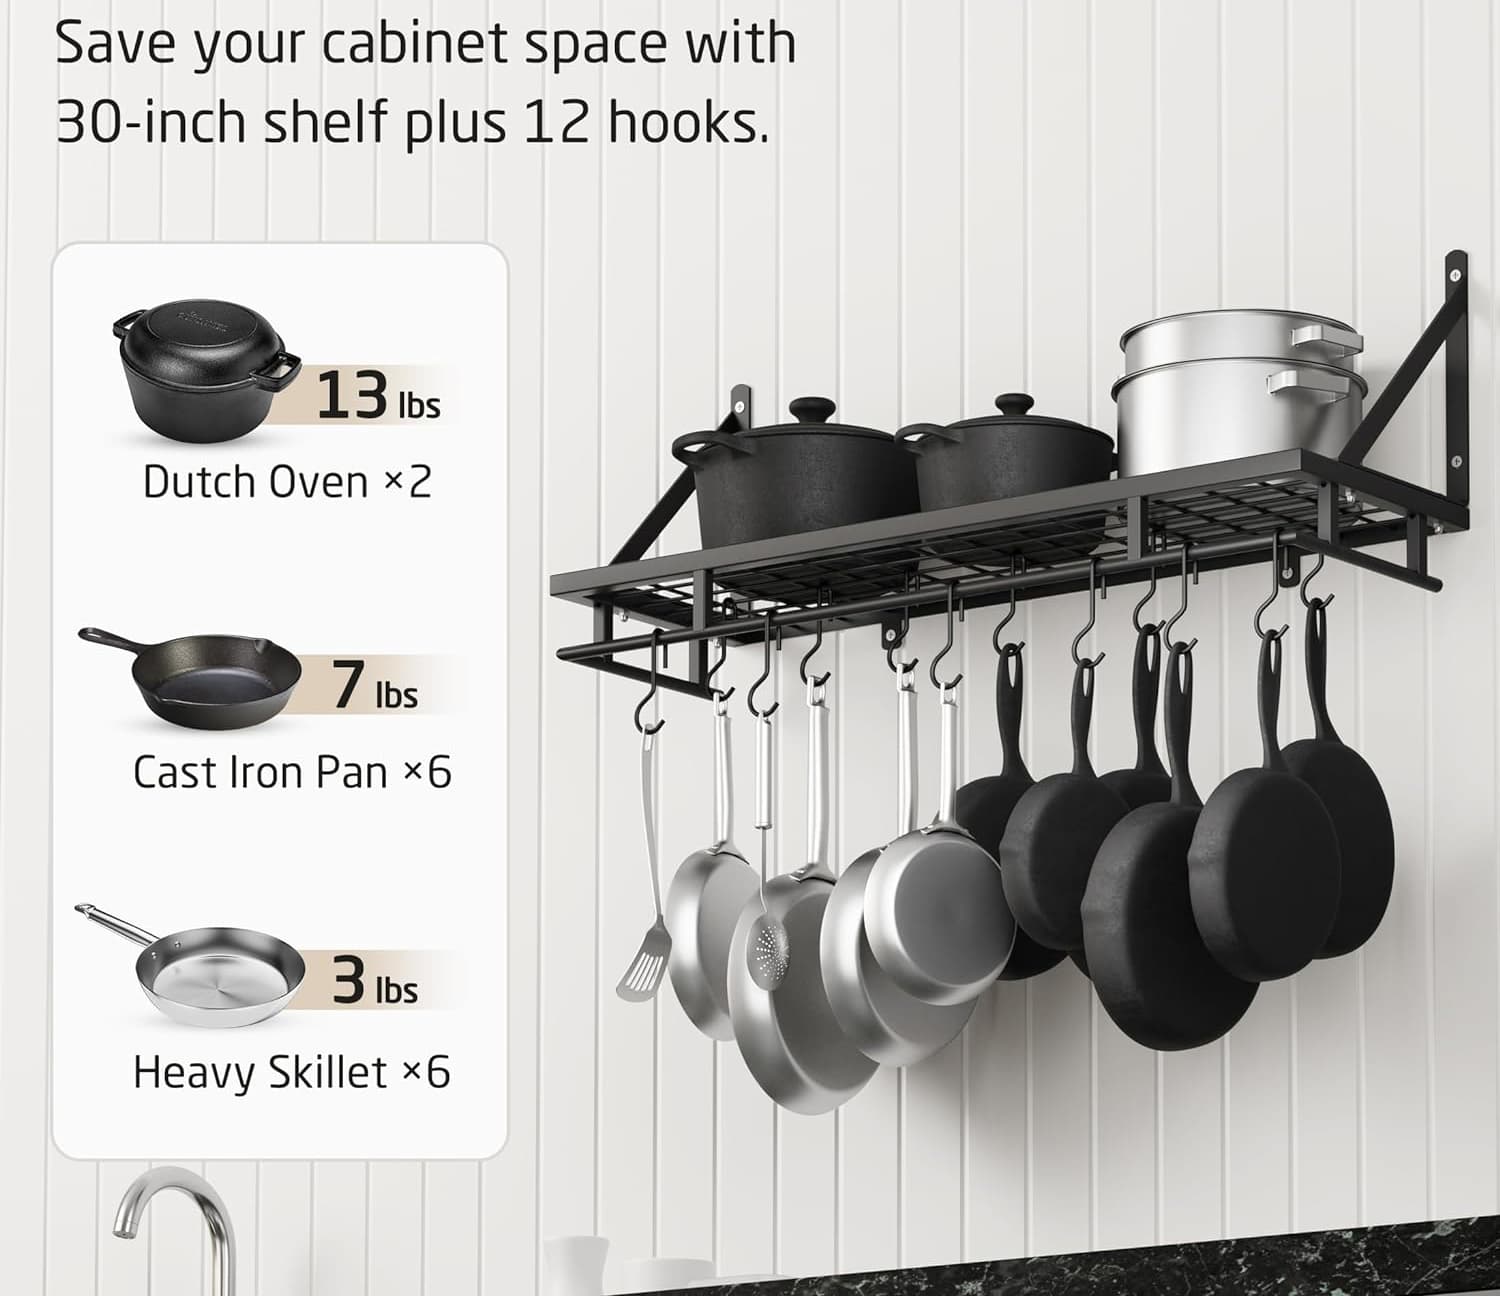 Save your cabinet space with
30-inch shelf plus 12 hooks.
13 lbs
Dutch Oven ×2
7 lbs
Cast Iron Pan ×6
3 lbs
Heavy Skillet ×6